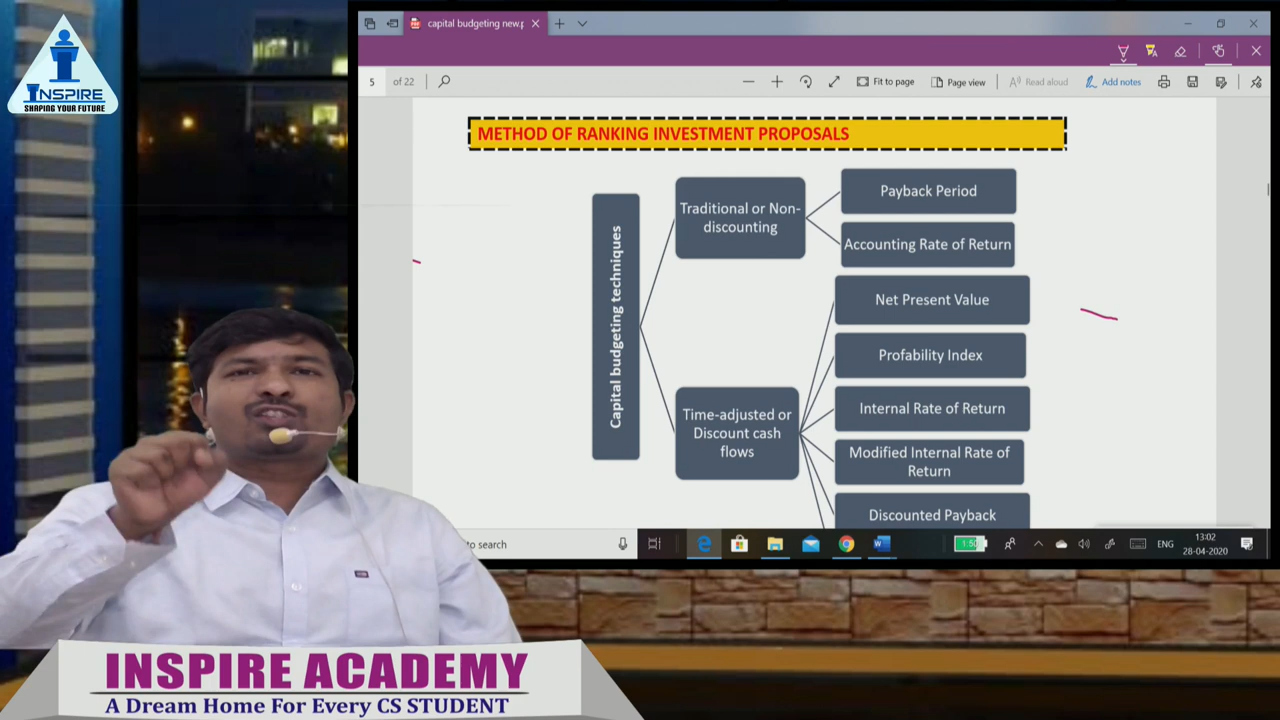 INSPIRE
SHAPING YOUR FUTURE
capital budgeting new.p
5 of 22
Fit to page
Page view
Read aloud
Add notes
METHOD OF RANKING INVESTMENT PROPOSALS
Capital budgeting techniques
Traditional or Non-
discounting
Payback Period
Accounting Rate of Return
Time-adjusted or
Discount cash
flows
Net Present Value
Profability Index
Internal Rate of Return
Modified Internal Rate of
Return
Discounted Payback
to search
ENG
13:02
28-04-2020
INSPIRE ACADEMY
A Dream Home For Every CS STUDENT